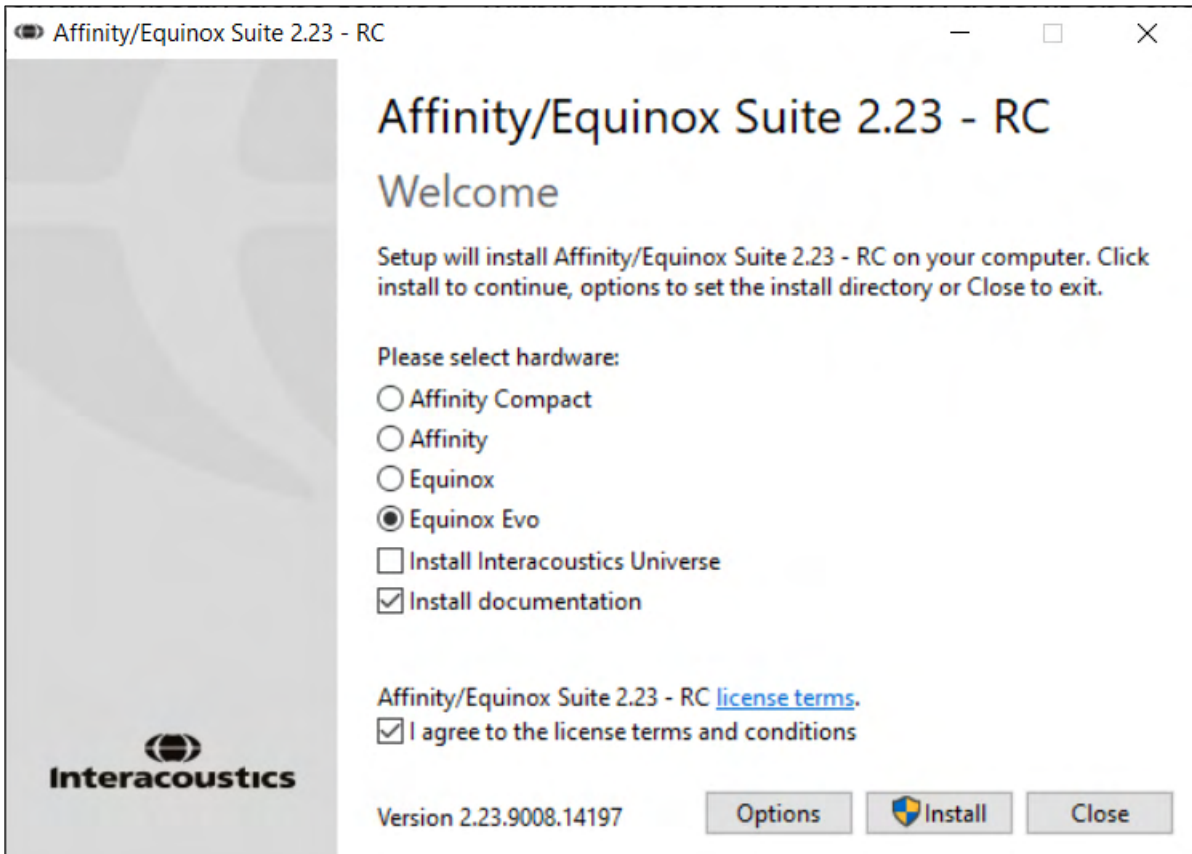 Affinity/Equinox Suite 2.23 - RC
Affinity/Equinox Suite 2.23 - RC
Welcome
Setup will install Affinity/Equinox Suite 2.23 - RC on your computer. Click
install to continue, options to set the install directory or Close to exit.
Please select hardware:
Affinity Compact
Affinity
Equinox
Equinox Evo
Install Interacoustics Universe
Install documentation
Affinity/Equinox Suite 2.23 - RC license terms.
I agree to the license terms and conditions
Interacoustics
Version 2.23.9008.14197
Options
Install
Close